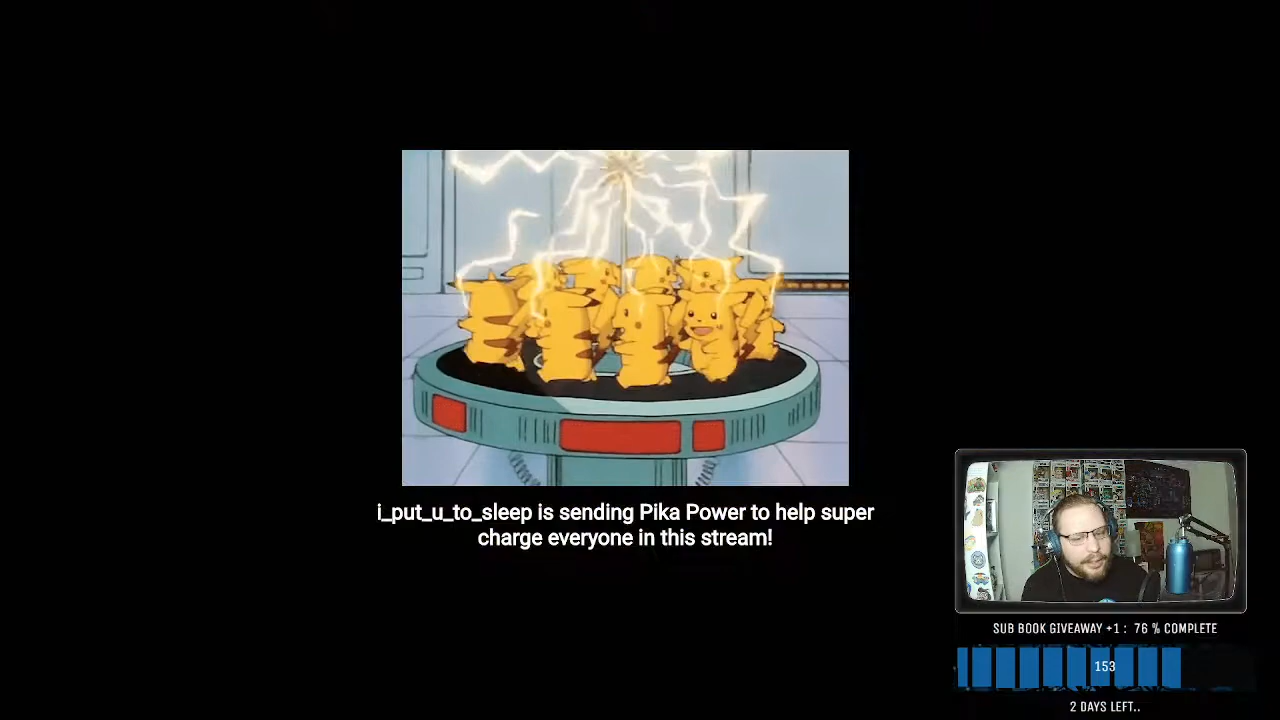 i_put_u_to_sleep is sending Pika Power to help super
charge everyone in this stream!
SUB BOOK GIVEAWAY +1 : 76 % COMPLETE
153
2 DAYS LEFT..